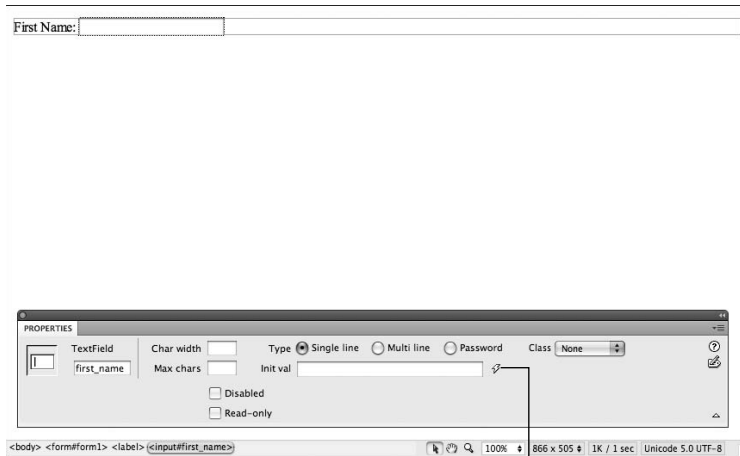 First Name:
PROPERTIES
TextField Char width Type Single line Multi line Password Class None
first_name Max chars Init val
Disabled
Read-only
<body> <form#form1> <label> <input#first_name> 100% 866 x 505 1K / 1 sec Unicode 5.0 UTF-8